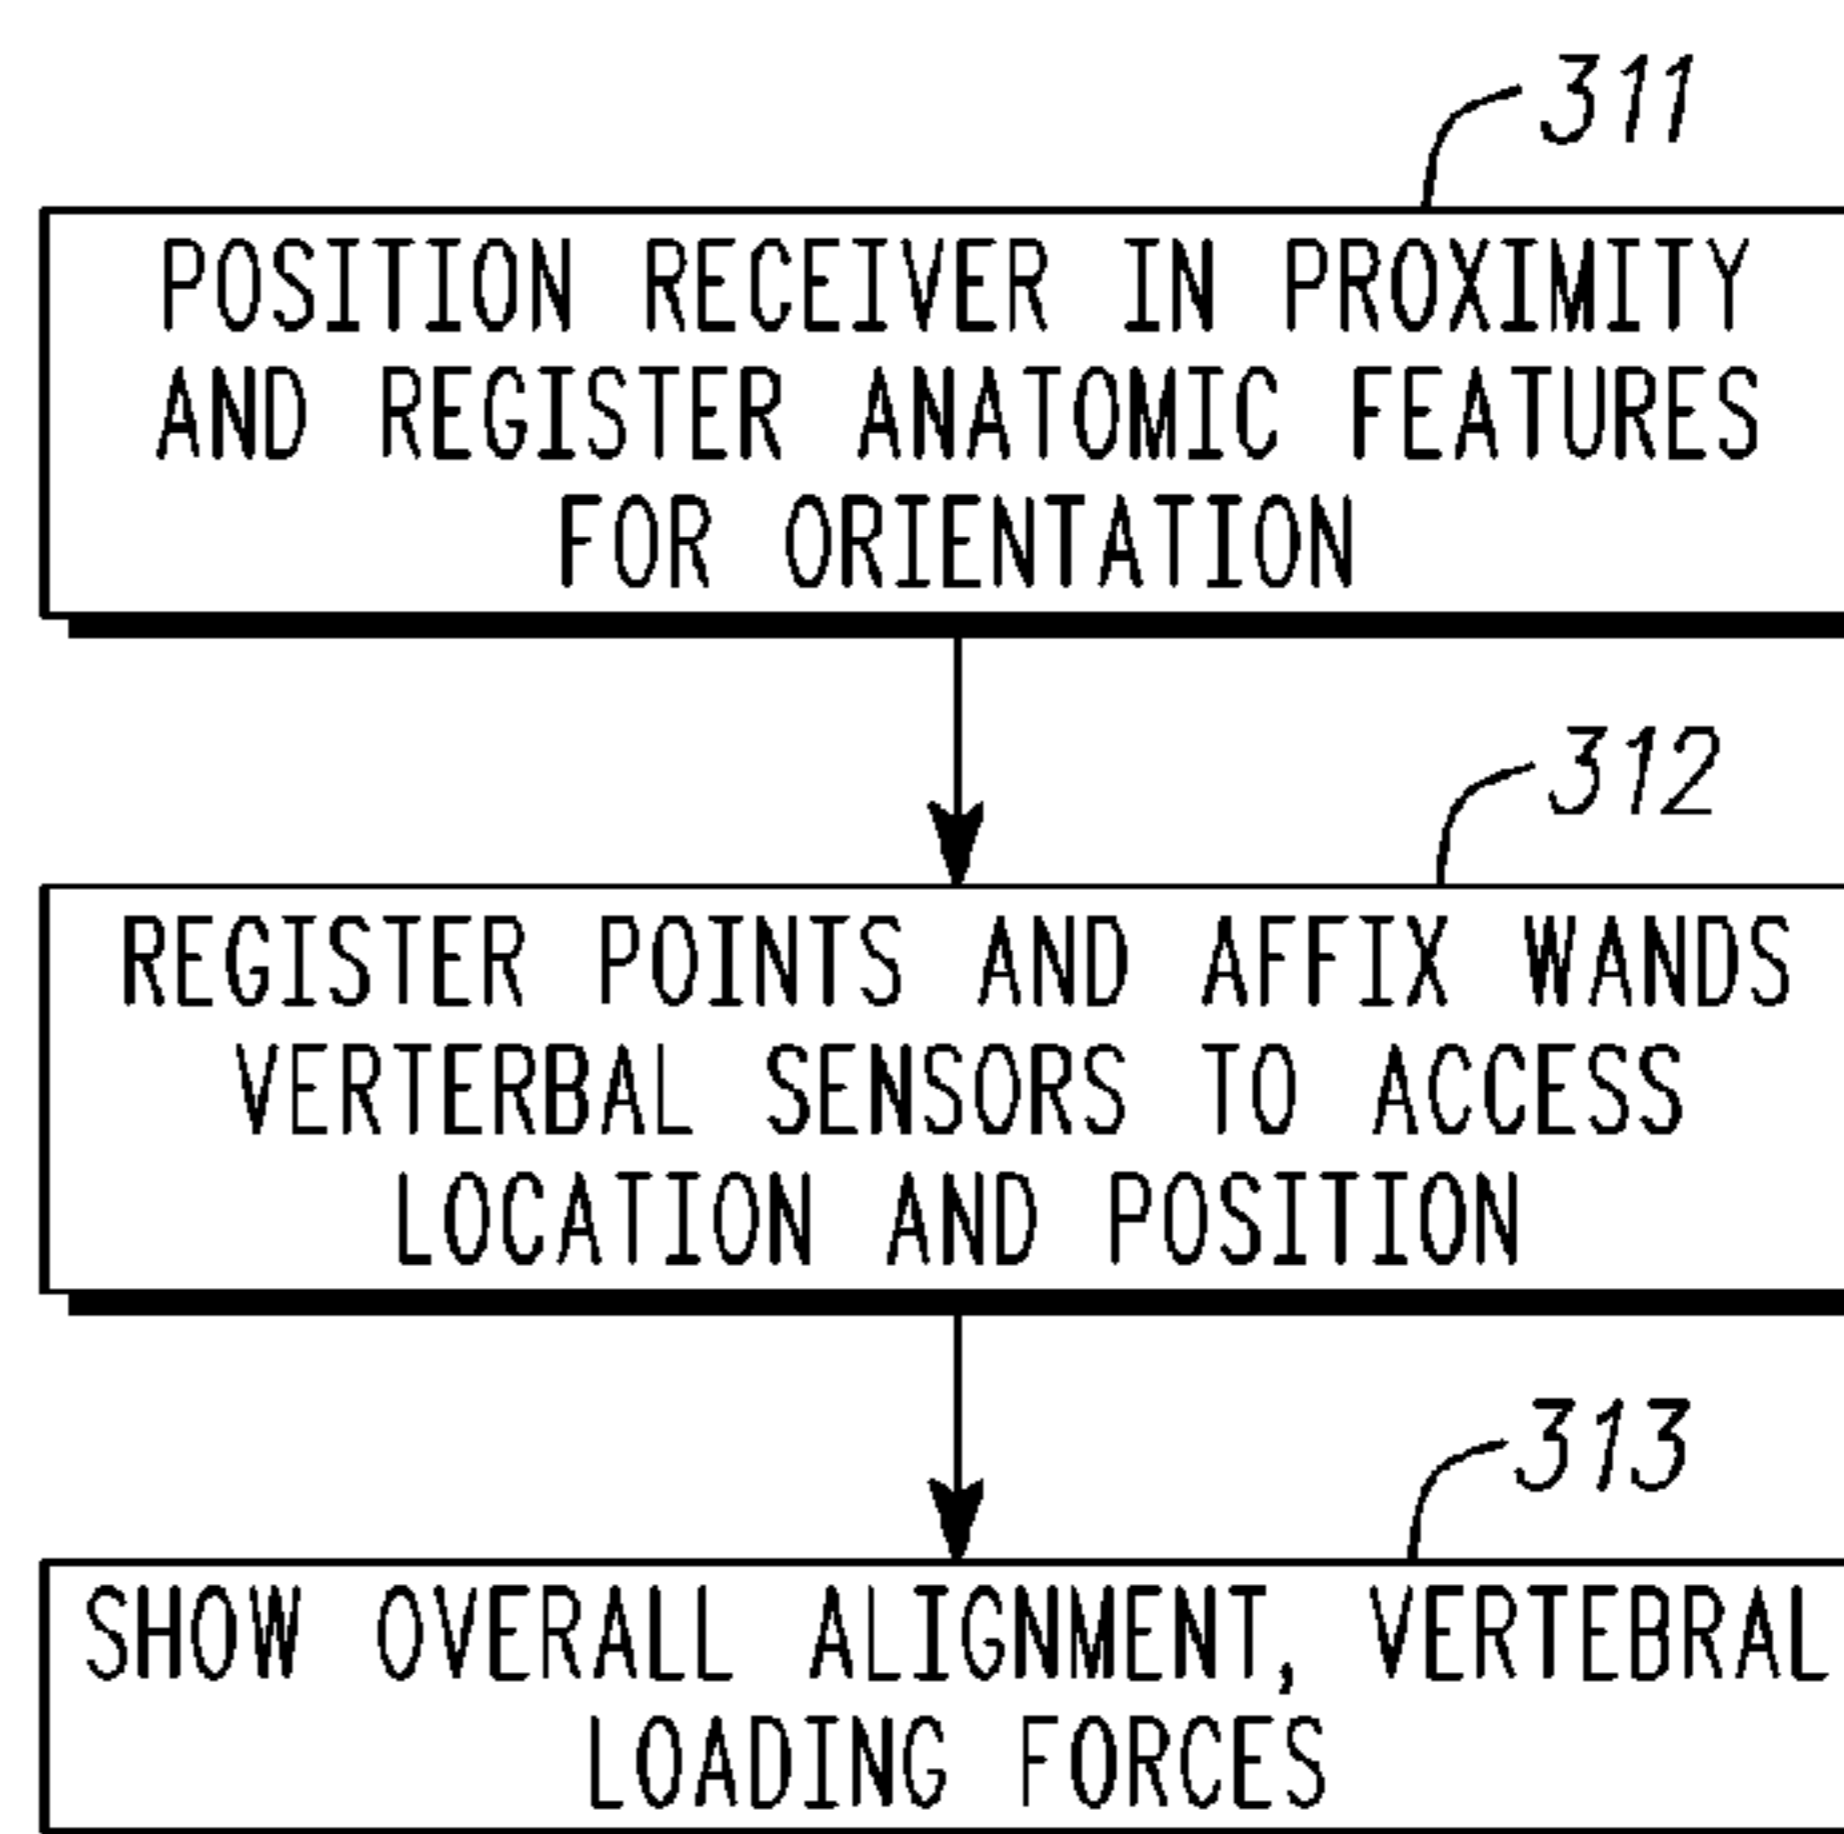 311
POSITION RECEIVER IN PROXIMITY
AND REGISTER ANATOMIC FEATURES
FOR ORIENTATION
312
REGISTER POINTS AND AFFIX WANDS
VERTERBAL SENSORS TO ACCESS
LOCATION AND POSITION
313
SHOW OVERALL ALIGNMENT, VERTEBRAL
LOADING FORCES